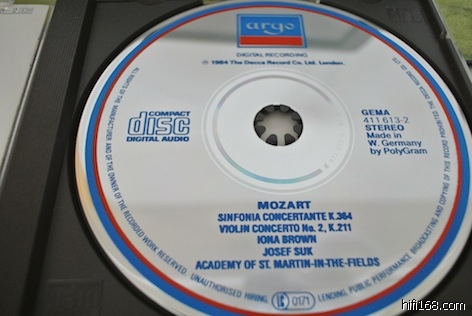 argo
DIGITAL RECORDING
℗ 1984 The Decca Record Co. Ltd. London.
COMPACT
disc
DIGITAL AUDIO
GEMA
411 613-2
STEREO
Made in
W. Germany
by PolyGram
MOZART
SINFONIA CONCERTANTE K.364
VIOLIN CONCERTO No. 2, K.211
IONA BROWN
JOSEF SUK
ACADEMY OF ST. MARTIN-IN-THE-FIELDS
ALL RIGHTS OF THE MANUFACTURER AND OF THE OWNER OF THE RECORDED WORK RESERVED. UNAUTHORISED HIRING, LENDING, PUBLIC PERFORMANCE, BROADCASTING AND COPYING OF THIS RECORD PROHIBITED.
0171
hifi168.com